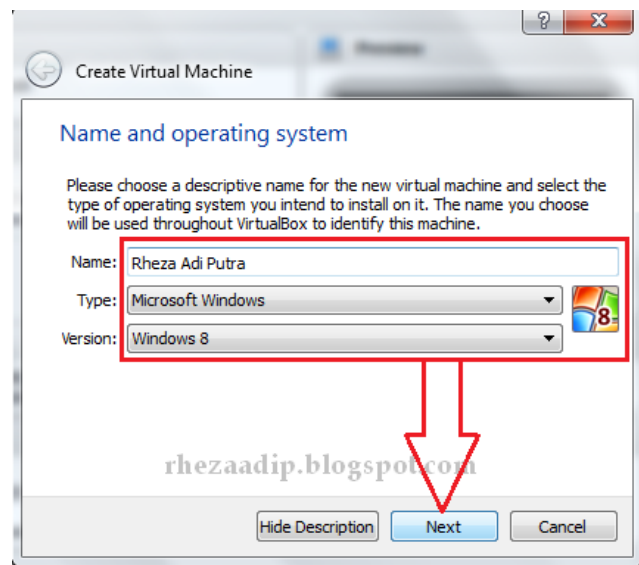 ?
X
Preview
Create Virtual Machine
Name and operating system
Please choose a descriptive name for the new virtual machine and select the
type of operating system you intend to install on it. The name you choose
will be used throughout VirtualBox to identify this machine.
Name: Rheza Adi Putra
Type: Microsoft Windows
8
Version: Windows 8
rhezaadip.blogspot.com
Hide Description Next Cancel